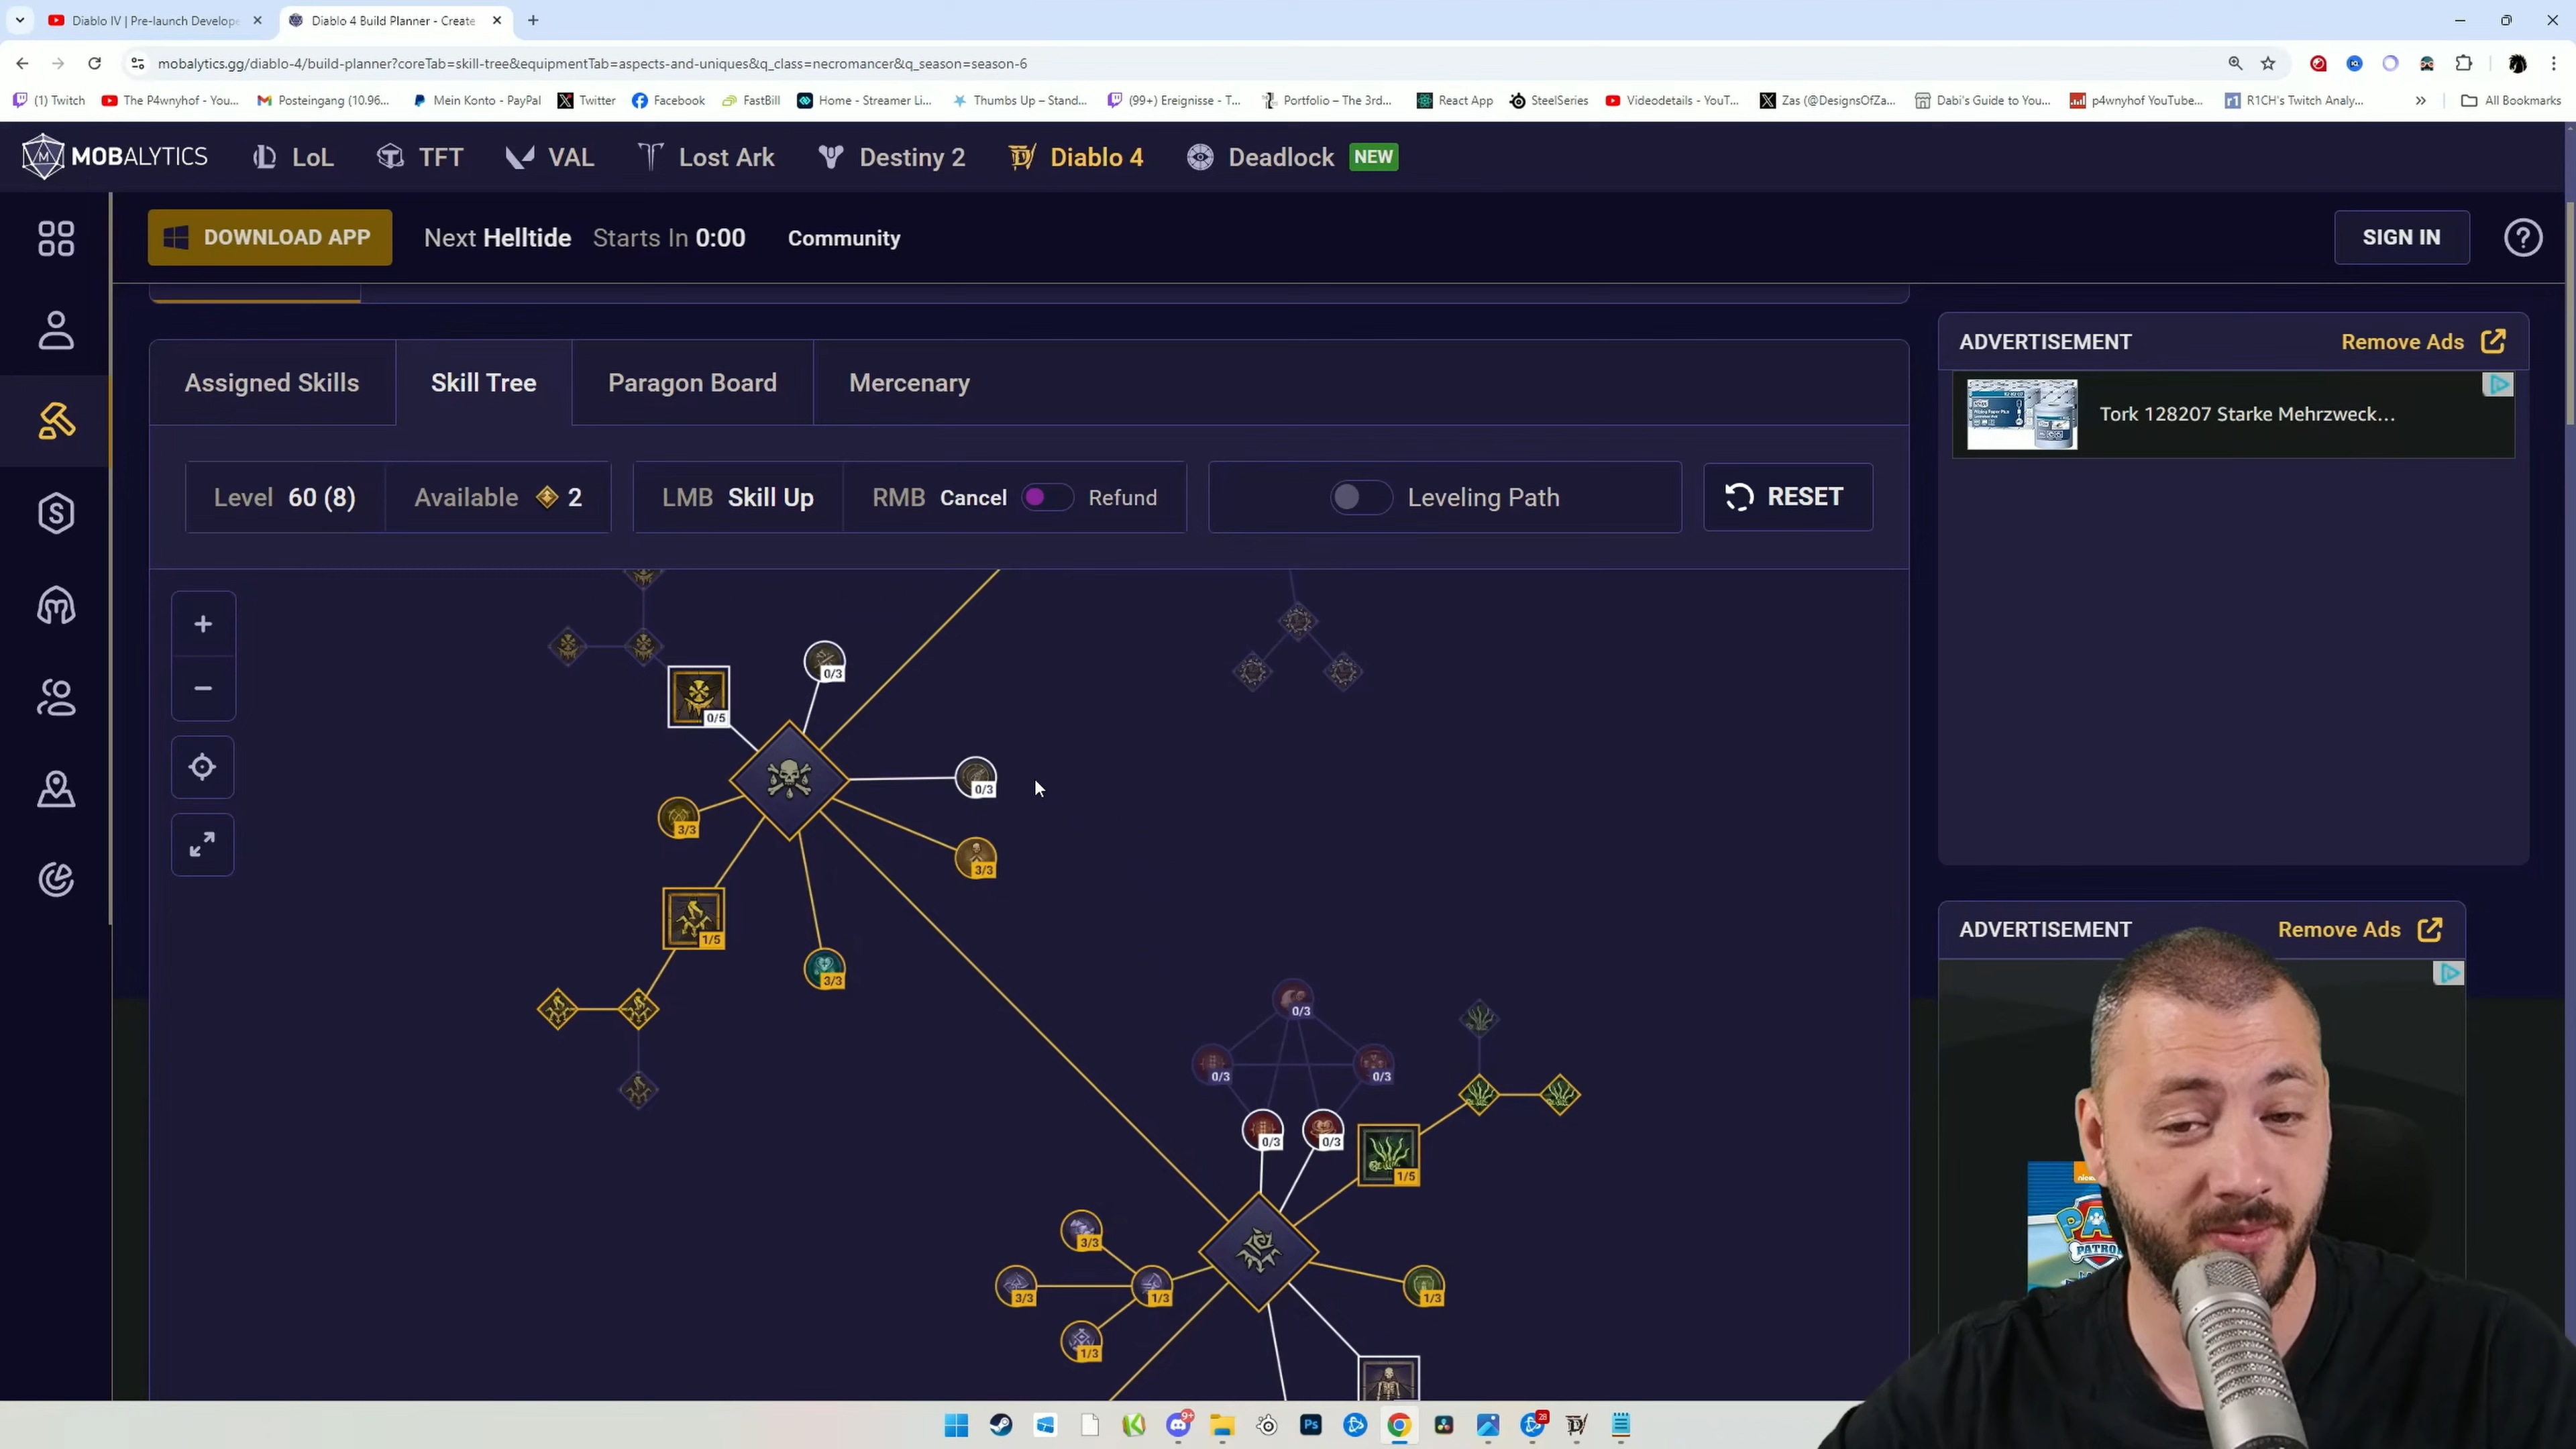 Diablo IV | Pre-launch Develope
Diablo 4 Build Planner - Create
mobalytics.gg/diablo-4/build-planner?coreTab=skill-tree&equipmentTab=aspects-and-uniques&q_class=necromancer&q_season=season-6
(1) Twitch
The P4wnyhof - You...
Posteingang (10.96...
Mein Konto - PayPal
Twitter
Facebook
FastBill
Home - Streamer Li...
Thumbs Up – Stand...
(99+) Ereignisse - T...
Portfolio – The 3rd...
React App
SteelSeries
Videodetails - YouT...
Zas (@DesignsOfZa...
Dabi's Guide to You...
p4wnyhof YouTube...
R1CH's Twitch Analy...
All Bookmarks
MOBALYTICS
LoL
TFT
VAL
Lost Ark
Destiny 2
Diablo 4
Deadlock NEW
DOWNLOAD APP
Next Helltide Starts In 0:00
Community
SIGN IN
ADVERTISEMENT
Remove Ads
Tork 128207 Starke Mehrzweck...
Assigned Skills
Skill Tree
Paragon Board
Mercenary
Level 60 (8)
Available 2
LMB Skill Up
RMB Cancel
Refund
Leveling Path
RESET
0/3
0/5
0/3
3/3
3/3
1/5
3/3
0/3
0/3
0/3
0/3
0/3
1/5
3/3
3/3
1/3
1/3
1/3
ADVERTISEMENT
Remove Ads
9+
28